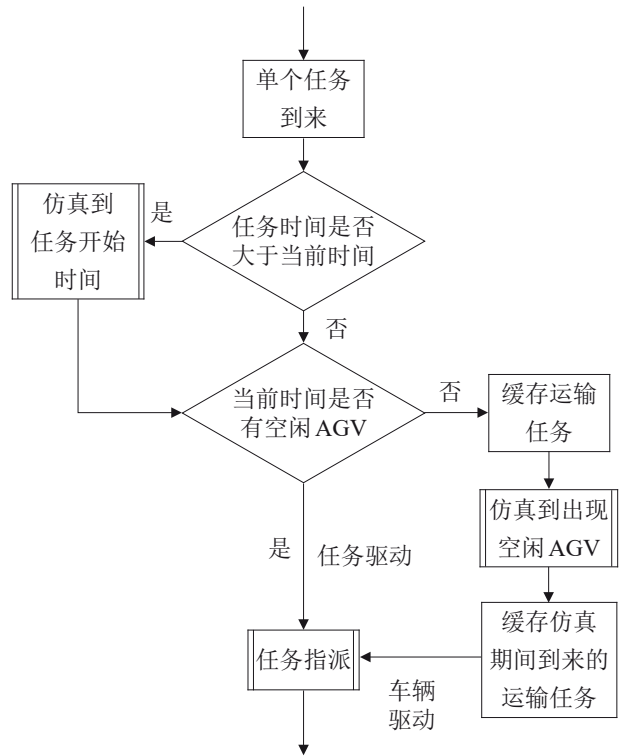 单个任务
到来
任务时间是否
大于当前时间
是
仿真到
任务开始
时间
否
当前时间是否
有空闲AGV
否
缓存运输
任务
仿真到出现
空闲AGV
是
任务驱动
缓存仿真
期间到来的
运输任务
任务指派
车辆
驱动